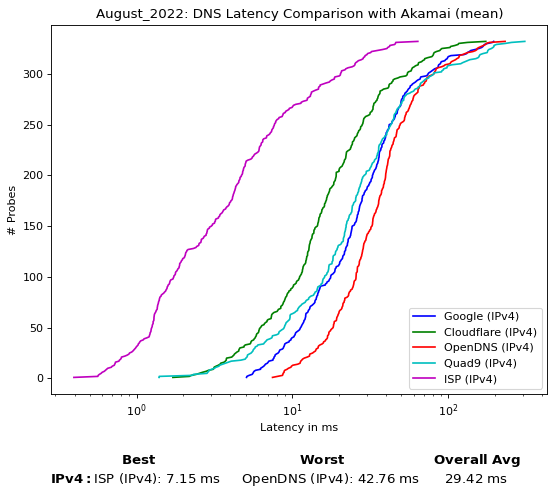 August_2022: DNS Latency Comparison with Akamai (mean)
# Probes
300
250
200
150
100
50
0
Google (IPv4)
Cloudflare (IPv4)
OpenDNS (IPv4)
Quad9 (IPv4)
ISP (IPv4)
10⁰ 10¹ 10²
Latency in ms
Best Worst Overall Avg
IPv4: ISP (IPv4): 7.15 ms OpenDNS (IPv4): 42.76 ms 29.42 ms